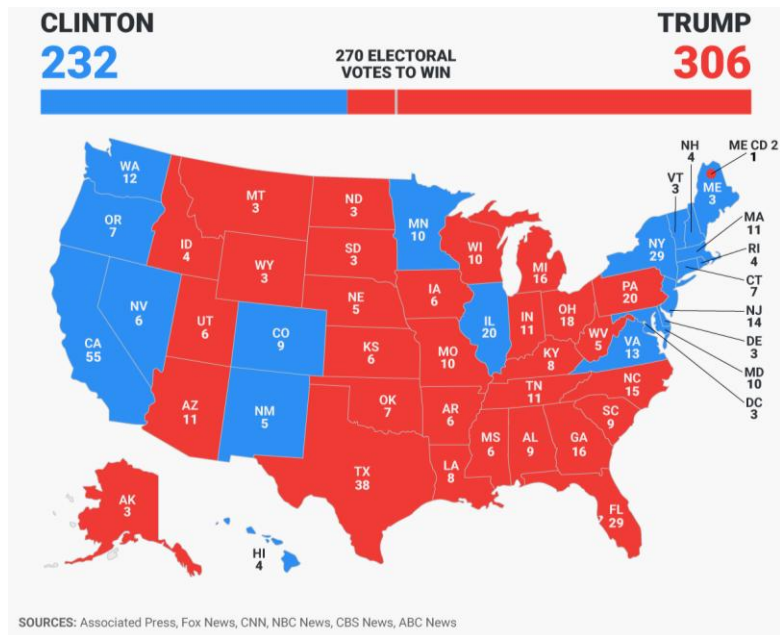 CLINTON
232
270 ELECTORAL
VOTES TO WIN
TRUMP
306
WA
12
OR
7
CA
55
NV
6
ID
4
MT
3
WY
3
UT
6
AZ
11
CO
9
NM
5
ND
3
SD
3
NE
5
KS
6
OK
7
TX
38
MN
10
IA
6
MO
10
AR
6
LA
8
WI
10
IL
20
MI
16
IN
11
OH
18
KY
8
TN
11
MS
6
AL
9
GA
16
FL
29
SC
9
NC
15
VA
13
WV
5
PA
20
NY
29
VT
3
NH
4
ME CD 2
1
ME
3
MA
11
RI
4
CT
7
NJ
14
DE
3
MD
10
DC
3
AK
3
HI
4
SOURCES: Associated Press, Fox News, CNN, NBC News, CBS News, ABC News